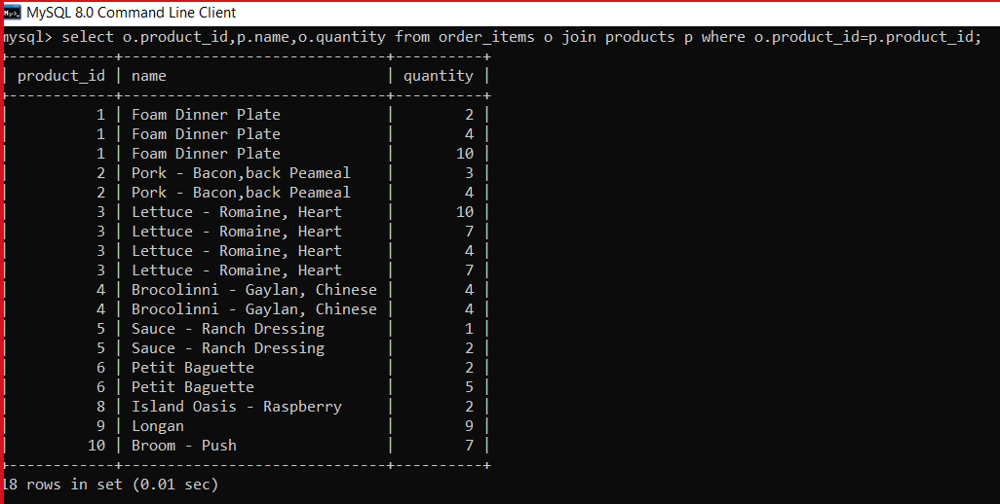 MySQL 8.0 Command Line Client
mysql> select o.product_id,p.name,o.quantity from order_items o join products p where o.product_id=p.product_id;
+------------+------------------------------+----------+
| product_id | name                         | quantity |
+------------+------------------------------+----------+
|          1 | Foam Dinner Plate            |        2 |
|          1 | Foam Dinner Plate            |        4 |
|          1 | Foam Dinner Plate            |       10 |
|          2 | Pork - Bacon,back Peameal    |        3 |
|          2 | Pork - Bacon,back Peameal    |        4 |
|          3 | Lettuce - Romaine, Heart     |       10 |
|          3 | Lettuce - Romaine, Heart     |        7 |
|          3 | Lettuce - Romaine, Heart     |        4 |
|          3 | Lettuce - Romaine, Heart     |        7 |
|          4 | Brocolinni - Gaylan, Chinese |        4 |
|          4 | Brocolinni - Gaylan, Chinese |        4 |
|          5 | Sauce - Ranch Dressing       |        1 |
|          5 | Sauce - Ranch Dressing       |        2 |
|          6 | Petit Baguette               |        2 |
|          6 | Petit Baguette               |        5 |
|          8 | Island Oasis - Raspberry     |        2 |
|          9 | Longan                       |        9 |
|         10 | Broom - Push                 |        7 |
+------------+------------------------------+----------+
18 rows in set (0.01 sec)